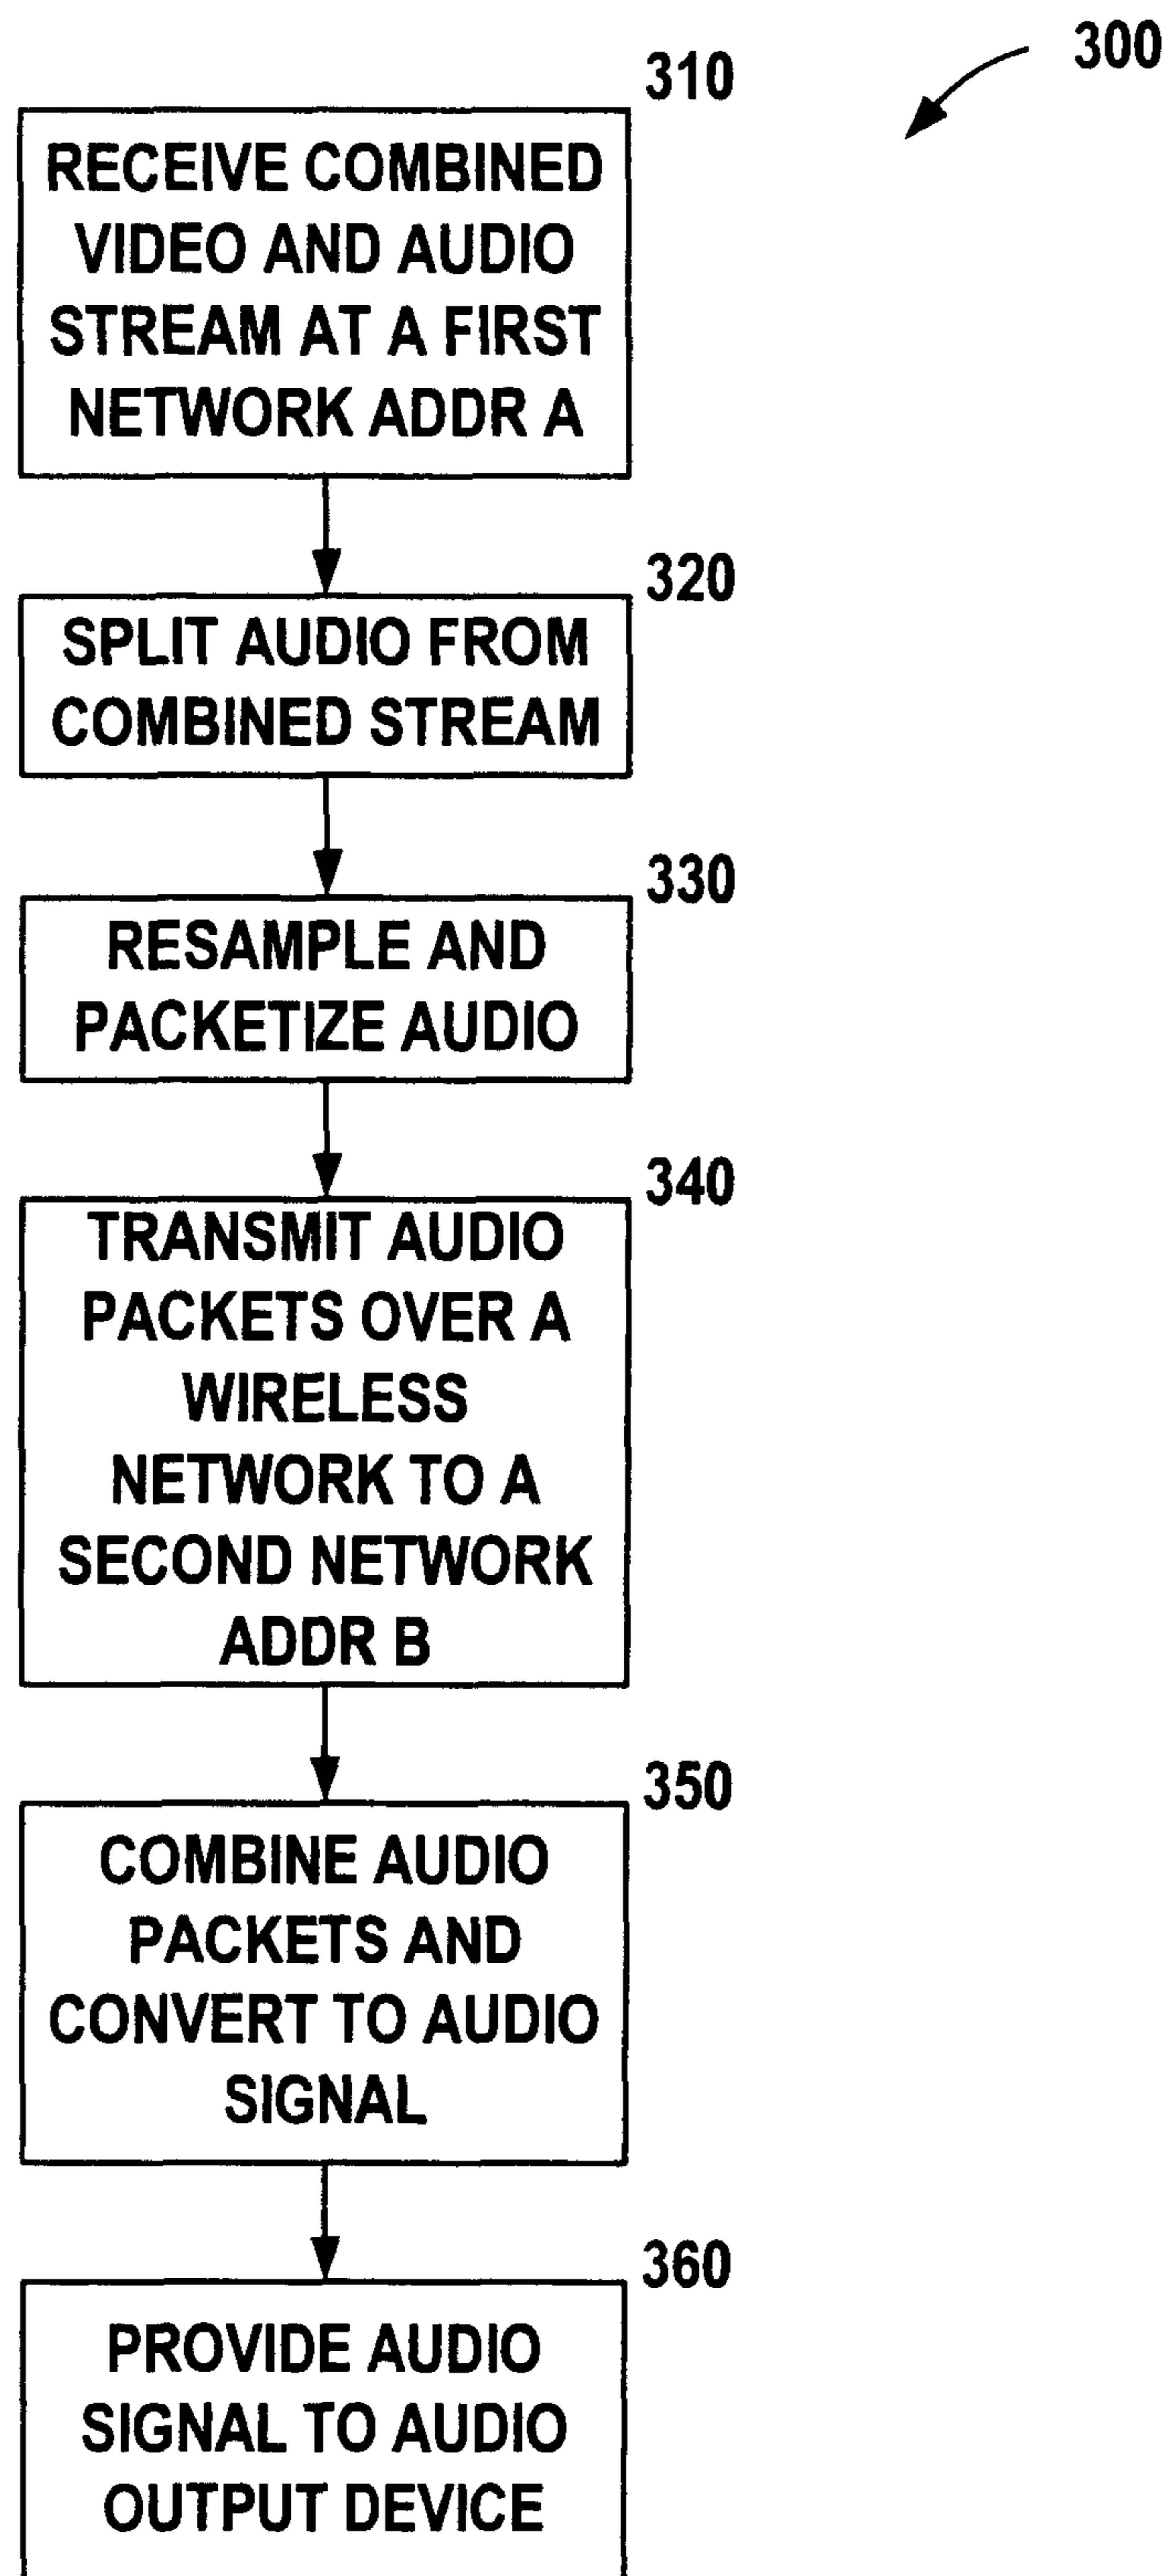 300
310
RECEIVE COMBINED
VIDEO AND AUDIO
STREAM AT A FIRST
NETWORK ADDR A
320
SPLIT AUDIO FROM
COMBINED STREAM
330
RESAMPLE AND
PACKETIZE AUDIO
340
TRANSMIT AUDIO
PACKETS OVER A
WIRELESS
NETWORK TO A
SECOND NETWORK
ADDR B
350
COMBINE AUDIO
PACKETS AND
CONVERT TO AUDIO
SIGNAL
360
PROVIDE AUDIO
SIGNAL TO AUDIO
OUTPUT DEVICE